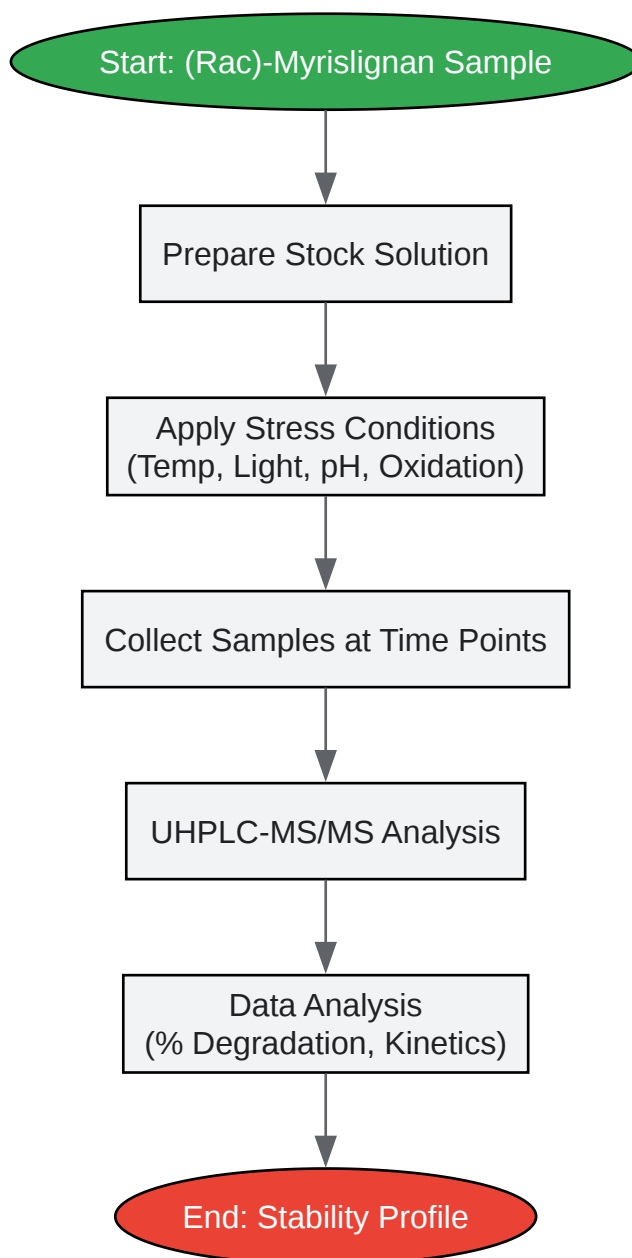 Start: (Rac)-Myrislignan Sample
Prepare Stock Solution
Apply Stress Conditions
(Temp, Light, pH, Oxidation)
Collect Samples at Time Points
UHPLC-MS/MS Analysis
Data Analysis
(% Degradation, Kinetics)
End: Stability Profile